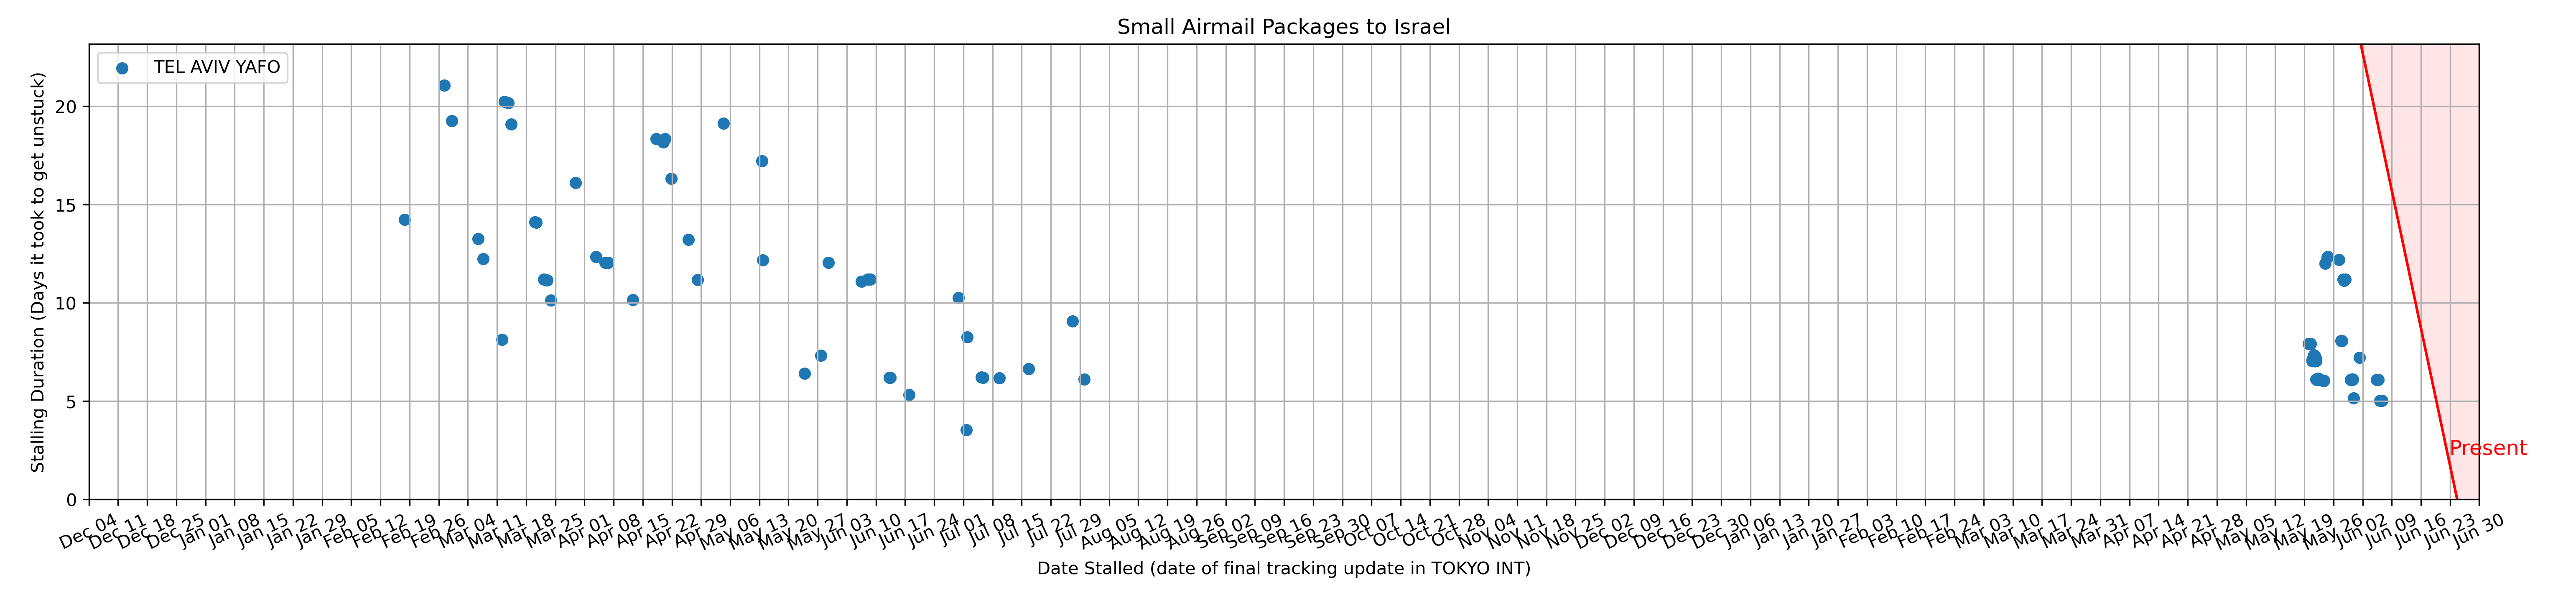 Small Airmail Packages to Israel
TEL AVIV YAFO
Stalling Duration (Days it took to get unstuck)
20
15
10
5
0
Present
Dec 04
Dec 11
Dec 18
Dec 25
Jan 01
Jan 08
Jan 15
Jan 22
Jan 29
Feb 05
Feb 12
Feb 19
Feb 26
Mar 04
Mar 11
Mar 18
Mar 25
Apr 01
Apr 08
Apr 15
Apr 22
Apr 29
May 06
May 13
May 20
May 27
Jun 03
Jun 10
Jun 17
Jun 24
Jul 01
Jul 08
Jul 15
Jul 22
Jul 29
Aug 05
Aug 12
Aug 19
Aug 26
Sep 02
Sep 09
Sep 16
Sep 23
Sep 30
Oct 07
Oct 14
Oct 21
Oct 28
Nov 04
Nov 11
Nov 18
Nov 25
Dec 02
Dec 09
Dec 16
Dec 23
Dec 30
Jan 06
Jan 13
Jan 20
Jan 27
Feb 03
Feb 10
Feb 17
Feb 24
Mar 03
Mar 10
Mar 17
Mar 24
Mar 31
Apr 07
Apr 14
Apr 21
Apr 28
May 05
May 12
May 19
May 26
Jun 02
Jun 09
Jun 16
Jun 23
Jun 30
Date Stalled (date of final tracking update in TOKYO INT)